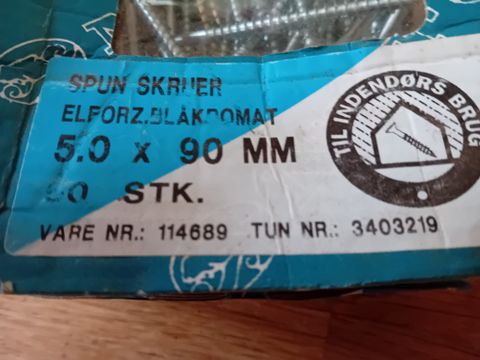 SPUN SKRUER
ELFORZ.BLÅKROMAT
5.0 x 90 MM
STK.
VARE NR.: 114689 TUN NR.: 3403219
TIL INDENDØRS BRUG